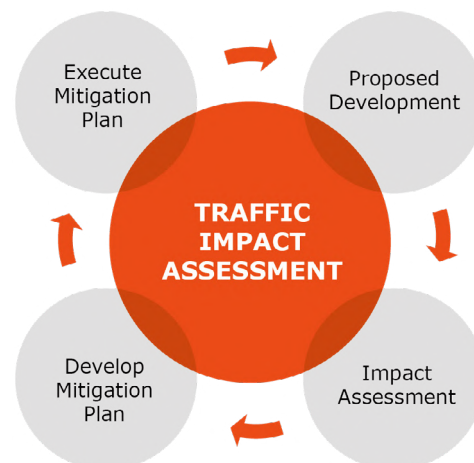 Execute
Mitigation
Plan
Proposed
Development
TRAFFIC
IMPACT
ASSESSMENT
Develop
Mitigation
Plan
Impact
Assessment